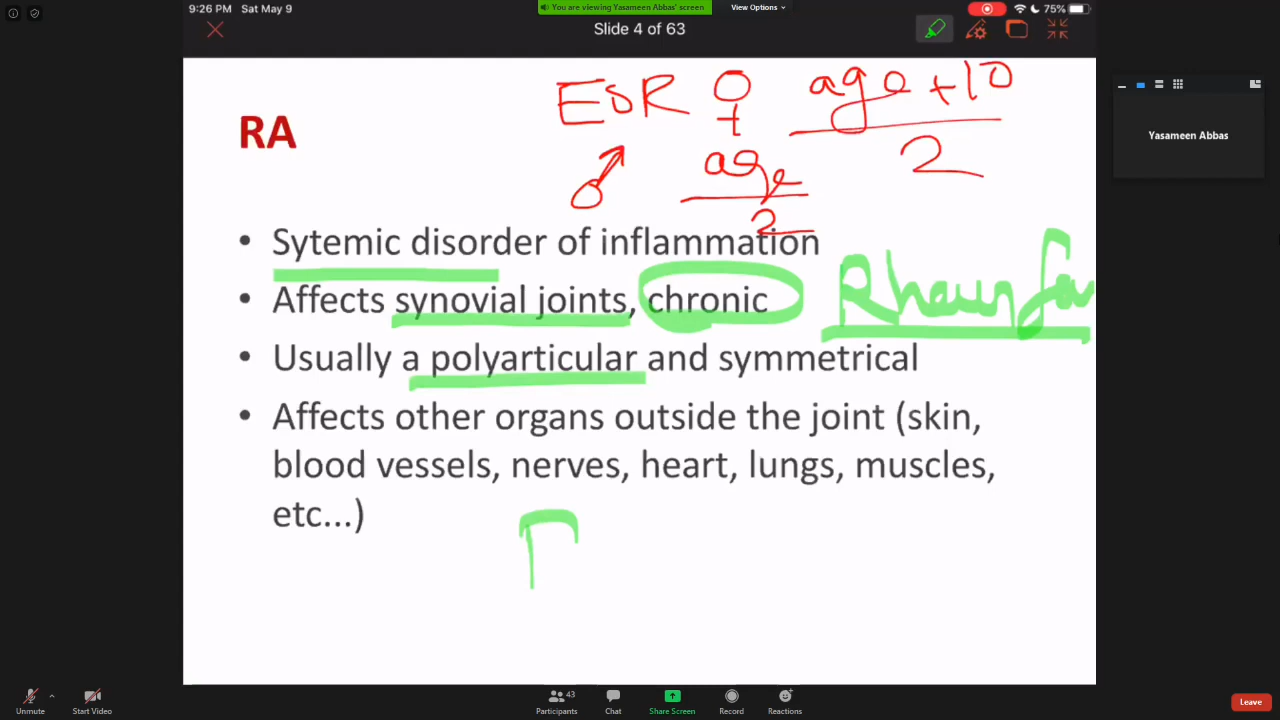 9:26 PM Sat May 9
You are viewing Yasameen Abbas' screen
View Options
75%
Slide 4 of 63
ESR ♀ age +10
2
♂ age
2
RA
• Sytemic disorder of inflammation
• Affects synovial joints, chronic
• Usually a polyarticular and symmetrical
• Affects other organs outside the joint (skin,
blood vessels, nerves, heart, lungs, muscles,
etc...)
Yasameen Abbas
Unmute
Start Video
43
Participants
Chat
Share Screen
Record
Reactions
Leave